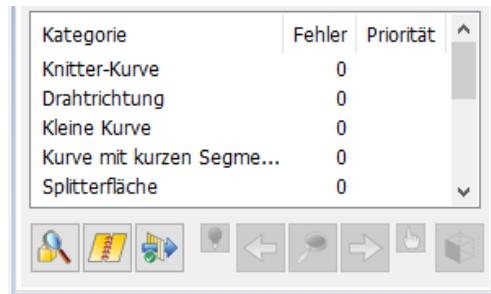 Kategorie Fehler Priorität
Knitter-Kurve 0
Drahtrichtung 0
Kleine Kurve 0
Kurve mit kurzen Segme... 0
Splitterfläche 0